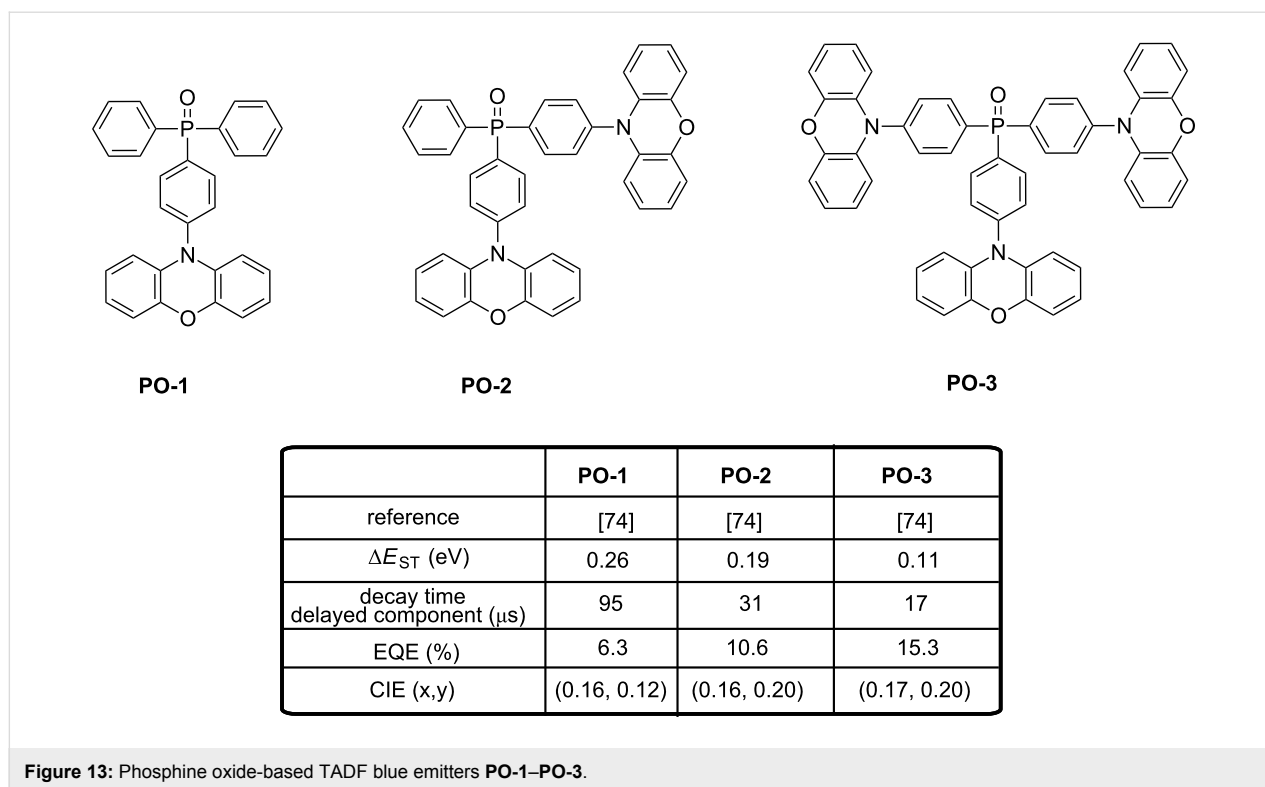 O
P
N
O
PO-1
O
P
N
O
N
O
PO-2
O
N
O
P
N
O
N
O
PO-3
PO-1 PO-2 PO-3
reference [74] [74] [74]
ΔE_ST (eV) 0.26 0.19 0.11
decay time
delayed component (μs) 95 31 17
EQE (%) 6.3 10.6 15.3
CIE (x,y) (0.16, 0.12) (0.16, 0.20) (0.17, 0.20)
Figure 13: Phosphine oxide-based TADF blue emitters PO-1–PO-3.